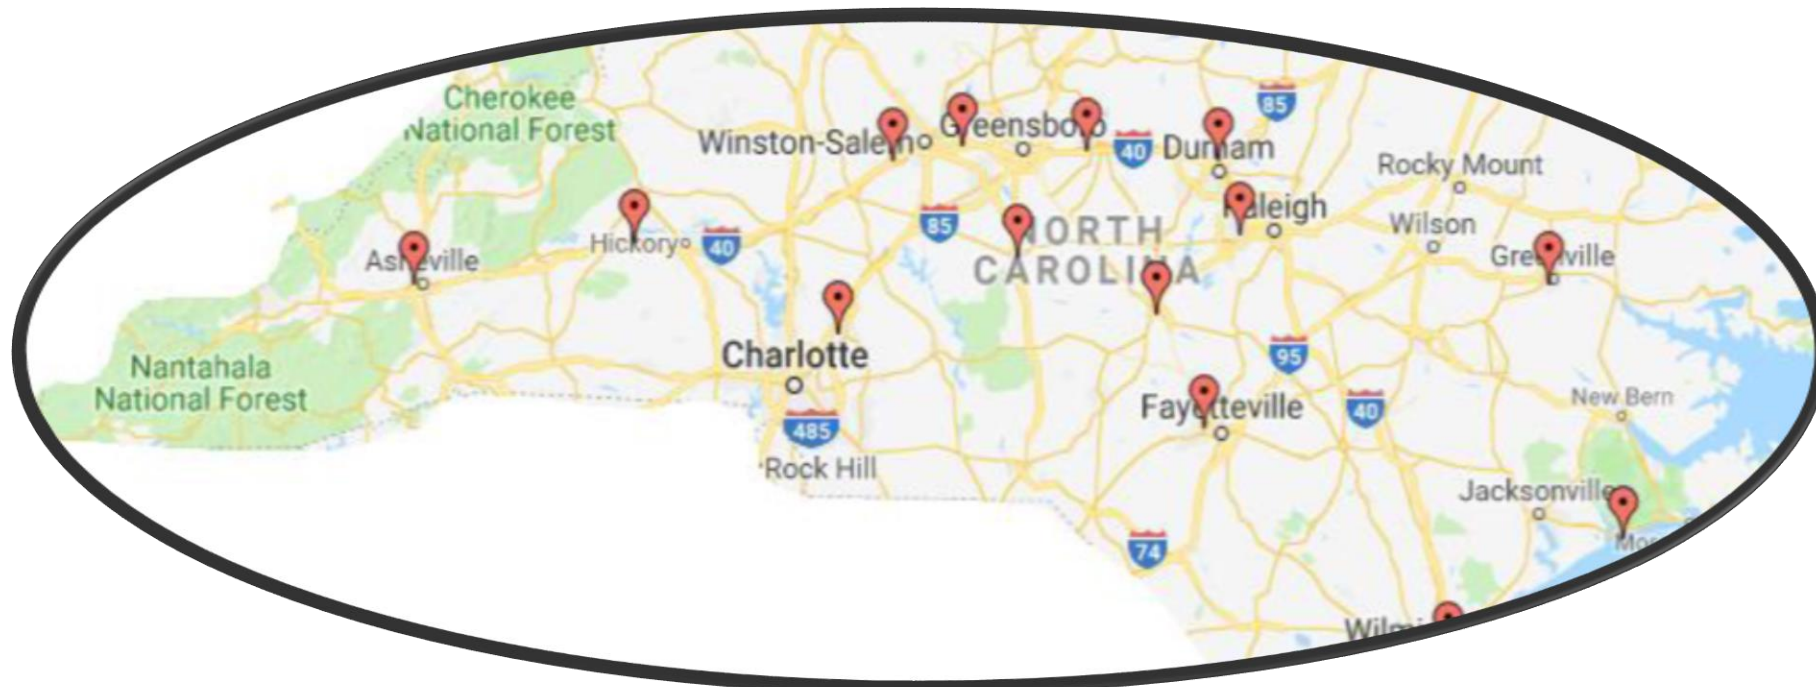 Cherokee
National Forest
85
Winston-Salem
Greensboro
40
Durham
Rocky Mount
Raleigh
Wilson
85
NORTH
CAROLINA
Hickory
40
Asheville
Greenville
Charlotte
95
Nantahala
National Forest
Fayetteville
40
New Bern
485
Rock Hill
Jacksonville
74